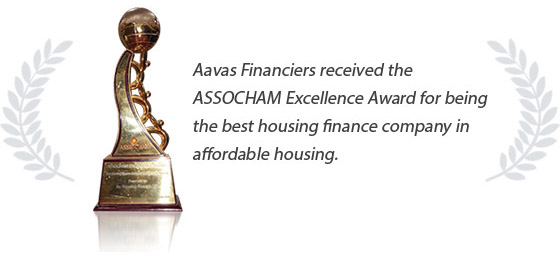 Aavas Financiers received the
ASSOCHAM Excellence Award for being
the best housing finance company in
affordable housing.